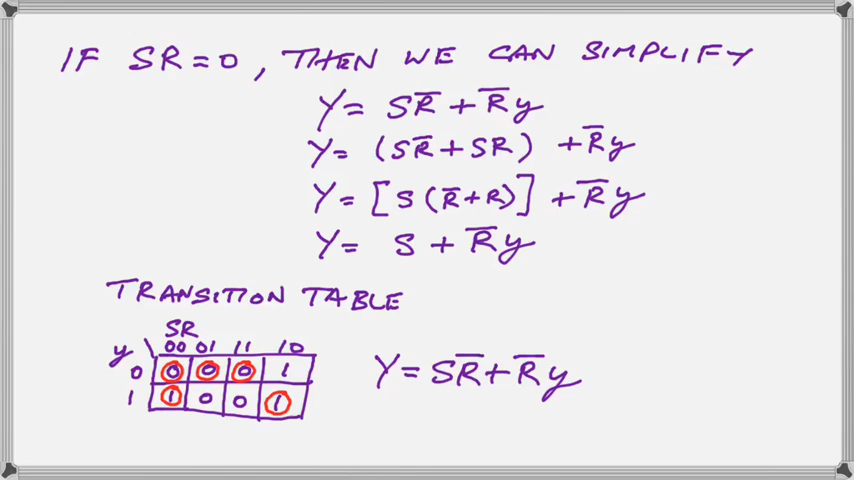 IF SR=0, THEN WE CAN SIMPLIFY
Y= SR̅ + R̅y
Y= (SR̅ + SR) + R̅y
Y= [S (R̅+R)] + R̅y
Y= S + R̅y
TRANSITION TABLE
SR
y \ 00 01 11 10
0 0 0 0 1
1 1 0 0 1
Y= SR̅ + R̅y